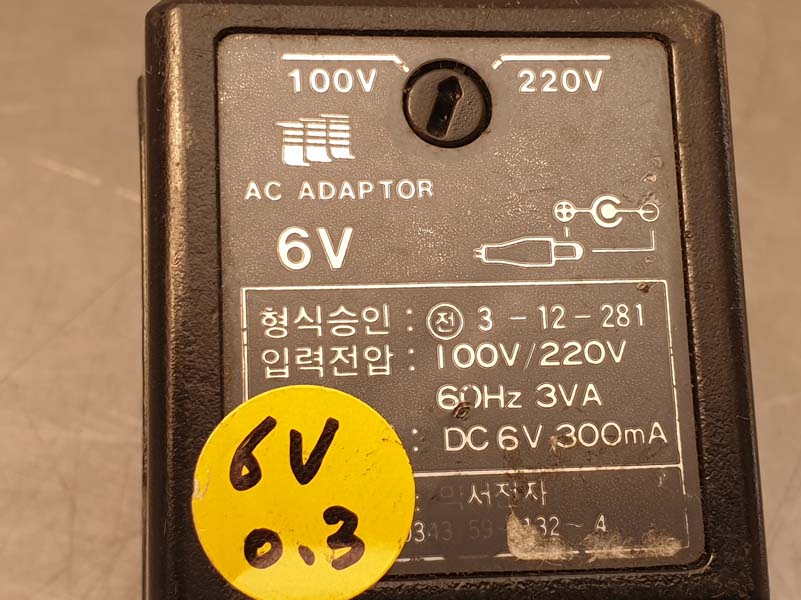 100V 220V
AC ADAPTOR
6V
형식승인 : 전 3-12-281
입력전압 : 100V/220V
60Hz 3VA
: DC 6V 300mA
6V
0.3